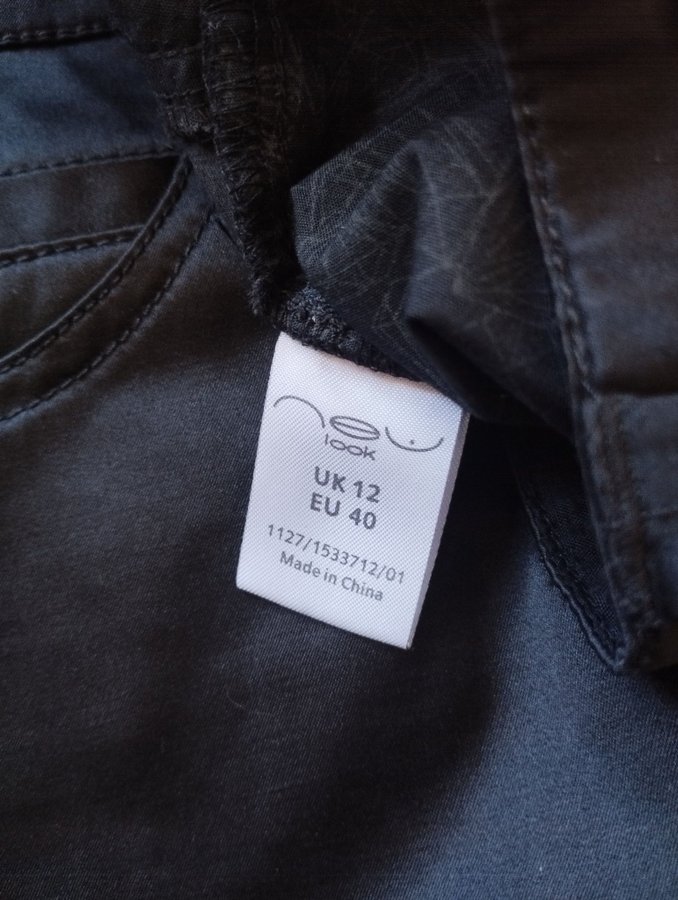 new
look
UK 12
EU 40
1127/1533712/01
Made in China